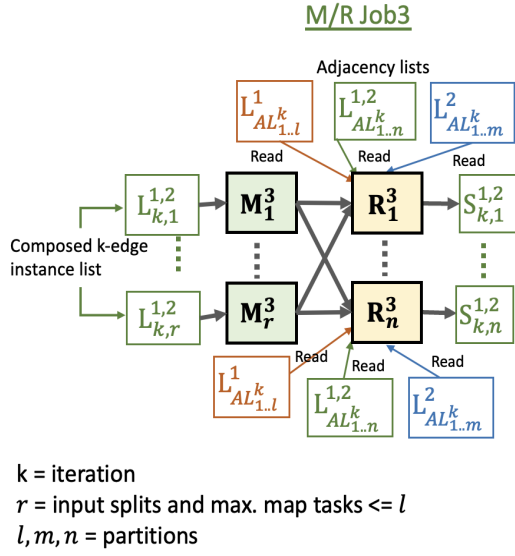 M/R Job3
Adjacency lists
L^1_{AL^k_{1..l}}
L^{1,2}_{AL^k_{1..n}}
L^2_{AL^k_{1..m}}
Read
Read
Read
L^{1,2}_{k,1}
M^3_1
R^3_1
S^{1,2}_{k,1}
Composed k-edge
instance list
L^{1,2}_{k,r}
M^3_r
R^3_n
S^{1,2}_{k,n}
Read
Read
Read
L^1_{AL^k_{1..l}}
L^{1,2}_{AL^k_{1..n}}
L^2_{AL^k_{1..m}}
k = iteration
r = input splits and max. map tasks <= l
l, m, n = partitions